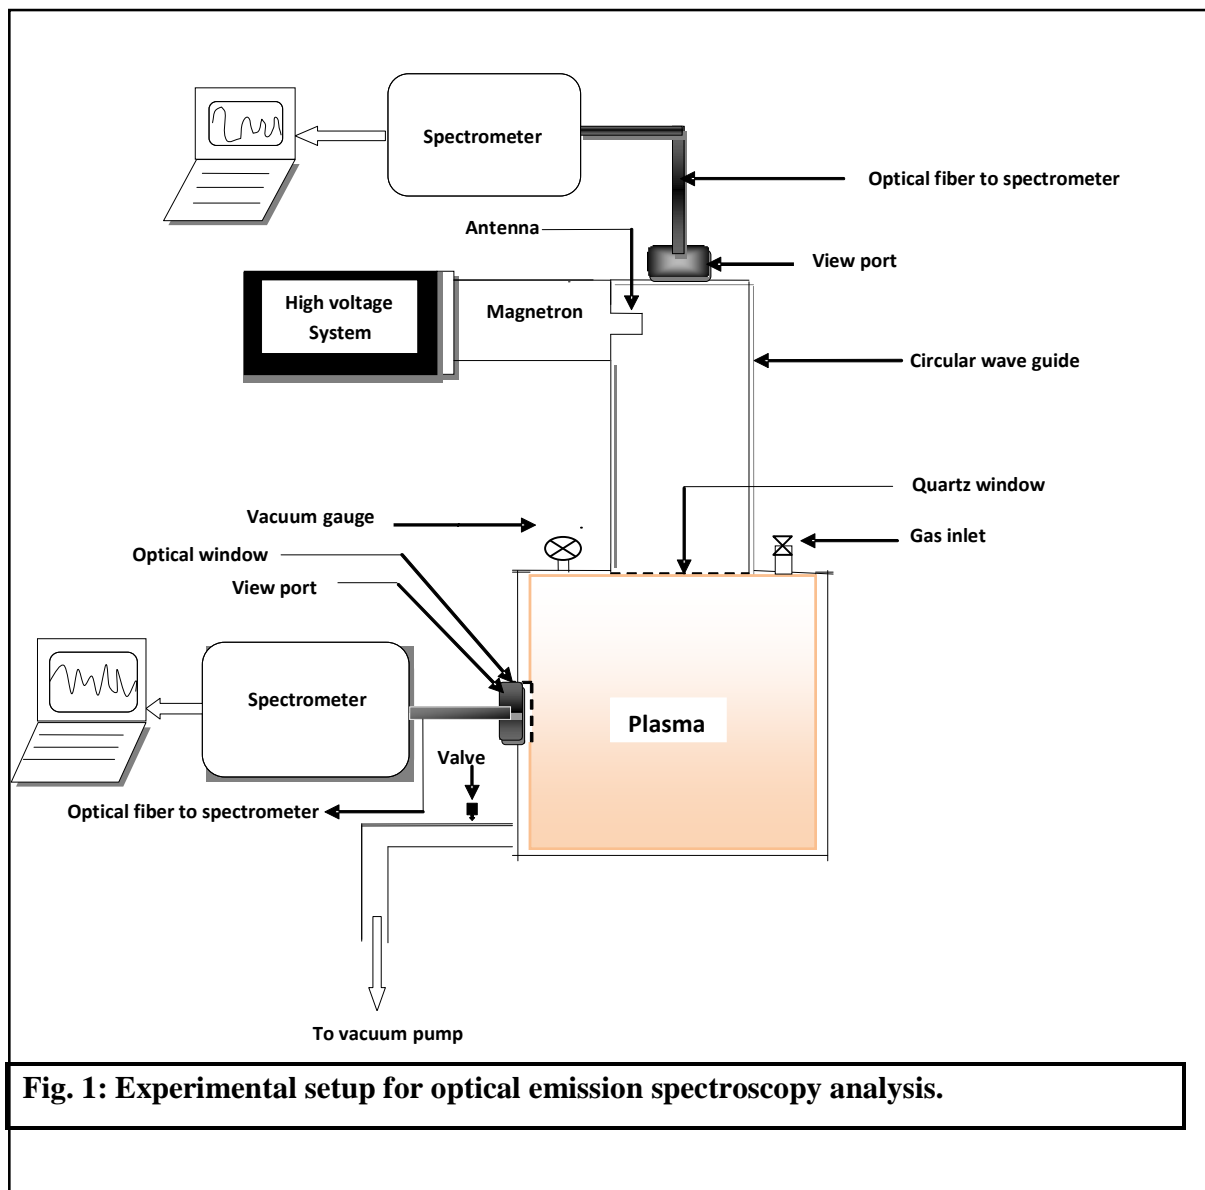 Spectrometer
Optical fiber to spectrometer
Antenna
View port
High voltage
System
Magnetron
Circular wave guide
Quartz window
Vacuum gauge
Gas inlet
Optical window
View port
Spectrometer
Plasma
Valve
Optical fiber to spectrometer
To vacuum pump
Fig. 1: Experimental setup for optical emission spectroscopy analysis.